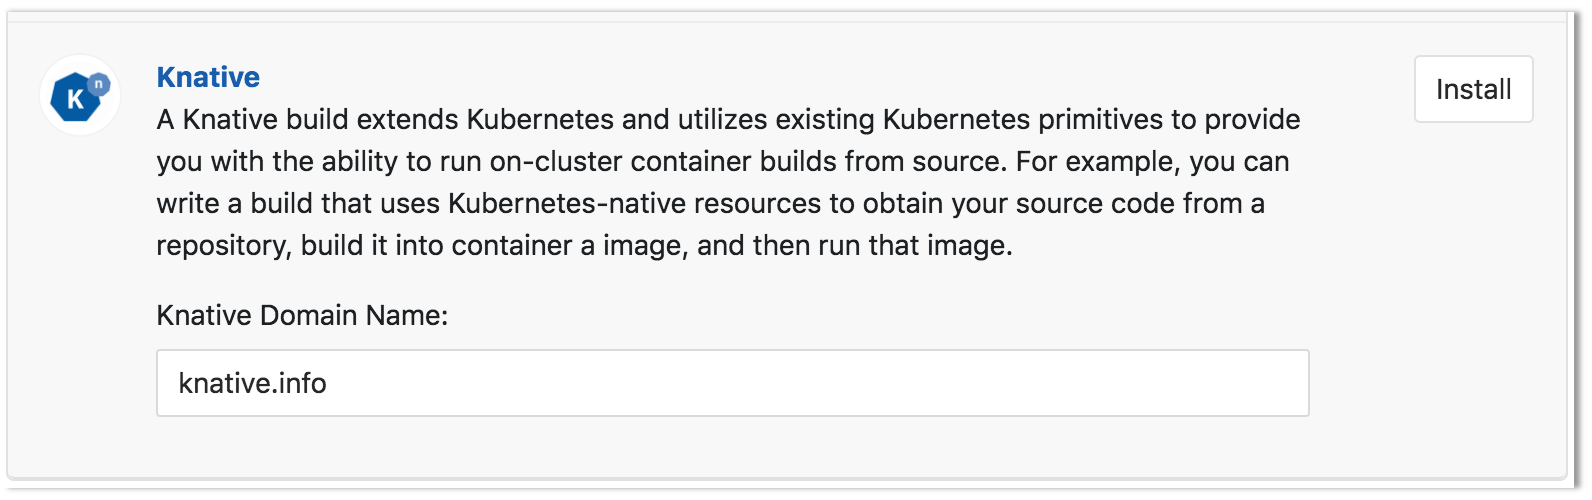 K n
Knative
Install
A Knative build extends Kubernetes and utilizes existing Kubernetes primitives to provide
you with the ability to run on-cluster container builds from source. For example, you can
write a build that uses Kubernetes-native resources to obtain your source code from a
repository, build it into container a image, and then run that image.
Knative Domain Name:
knative.info